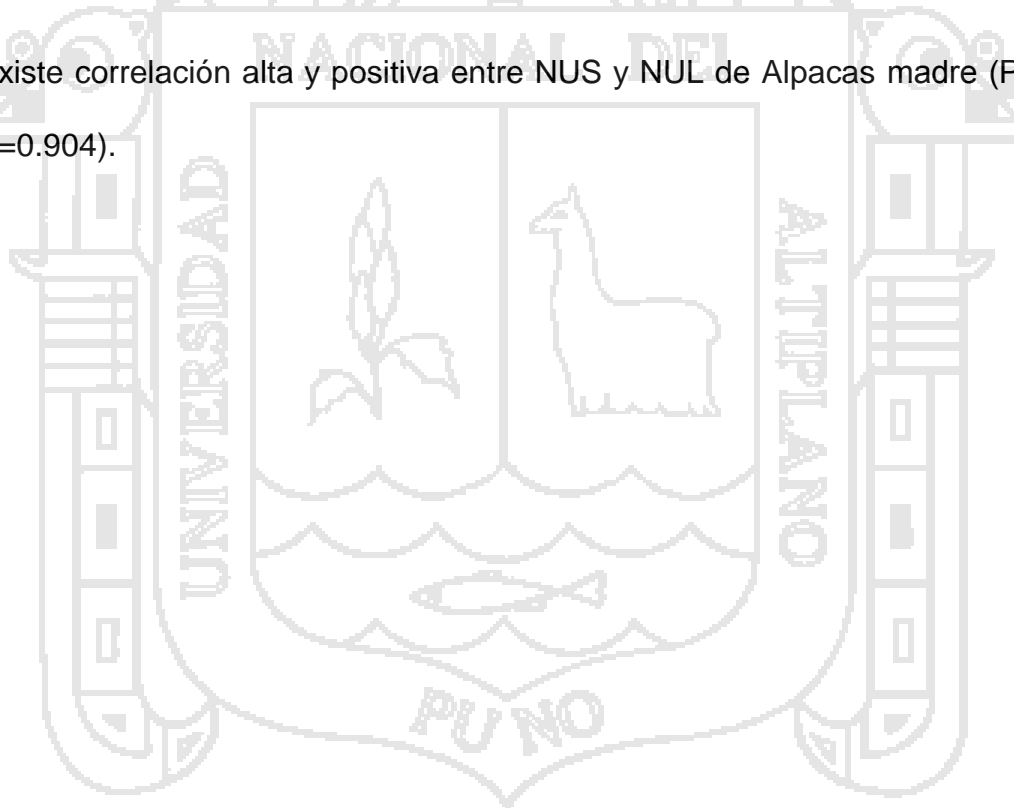 NACIONAL DEL
xiste correlación alta y positiva entre NUS y NUL de Alpacas madre (P
=0.904).
UNIVERSIDAD
ALTIPLANO
PUNO